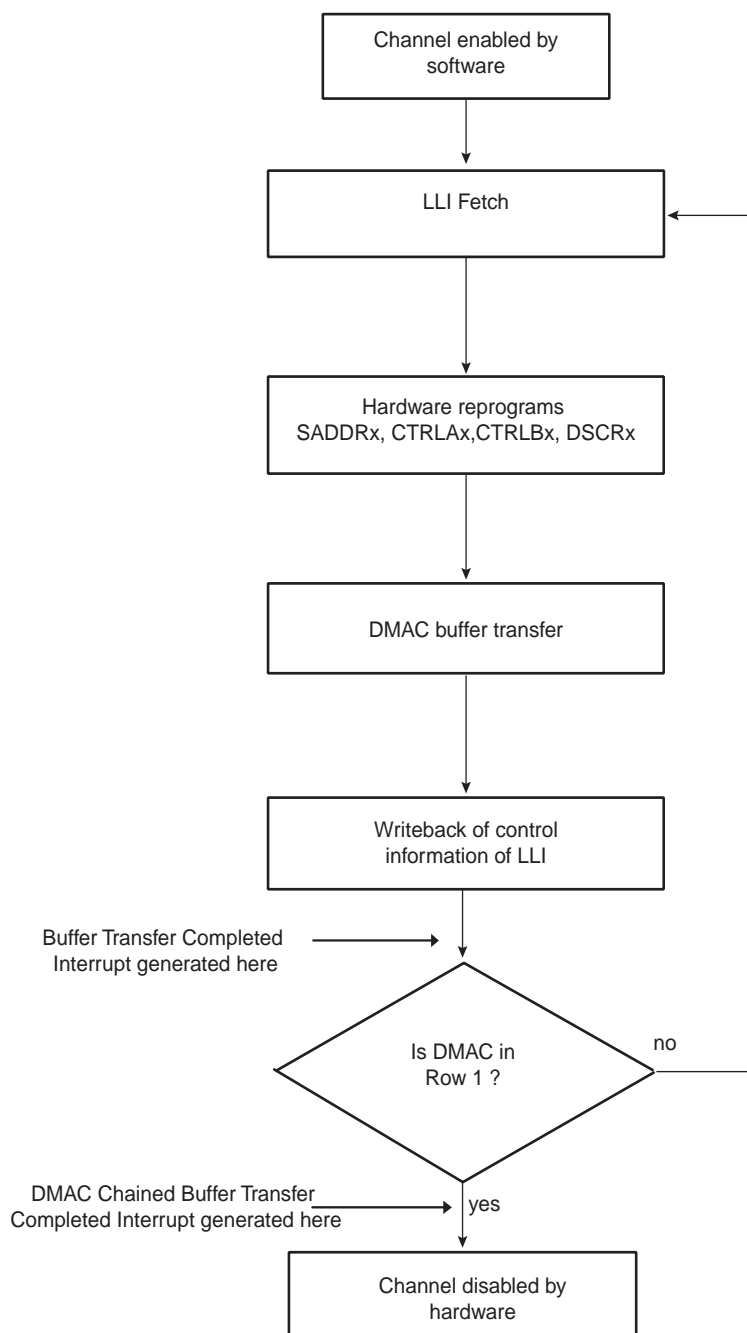 Channel enabled by
software
LLI Fetch
Hardware reprograms
SADDRx, CTRLAx,CTRLBx, DSCRx
DMAC buffer transfer
Writeback of control
information of LLI
Buffer Transfer Completed
Interrupt generated here
Is DMAC in
Row 1 ?
no
DMAC Chained Buffer Transfer
Completed Interrupt generated here
yes
Channel disabled by
hardware